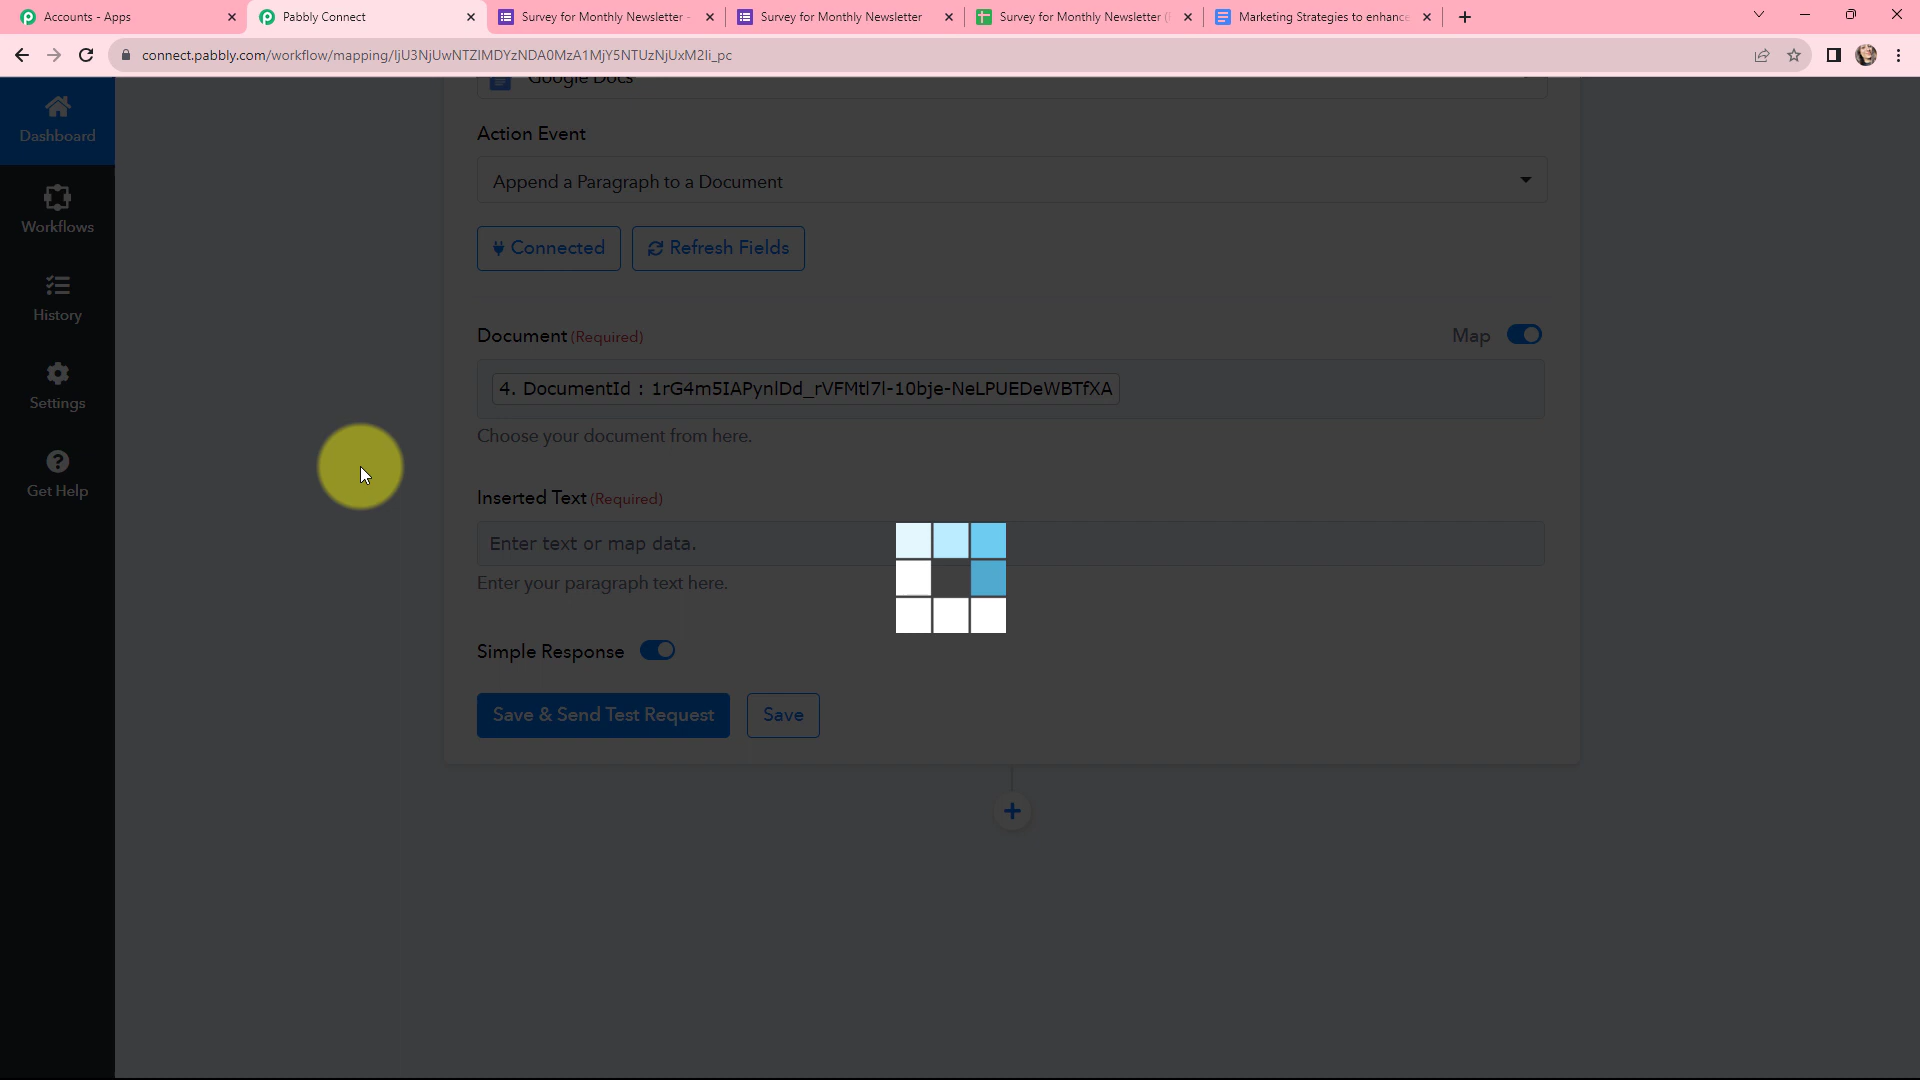 Accounts - Apps
Pabbly Connect
Survey for Monthly Newsletter -
Survey for Monthly Newsletter
Survey for Monthly Newsletter (
Marketing Strategies to enhance
connect.pabbly.com/workflow/mapping/IjU3NjUwNTZlMDYzNDA0MzA1MjY5NTUzNjUxM2Ii_pc
Google Docs
Dashboard
Action Event
Append a Paragraph to a Document
Workflows
Connected
Refresh Fields
History
Document (Required)
Map
4. DocumentId : 1rG4m5IAPynlDd_rVFMtl7l-10bje-NeLPUEDeWBTfXA
Settings
Choose your document from here.
Get Help
Inserted Text (Required)
Enter text or map data.
Enter your paragraph text here.
Simple Response
Save & Send Test Request
Save